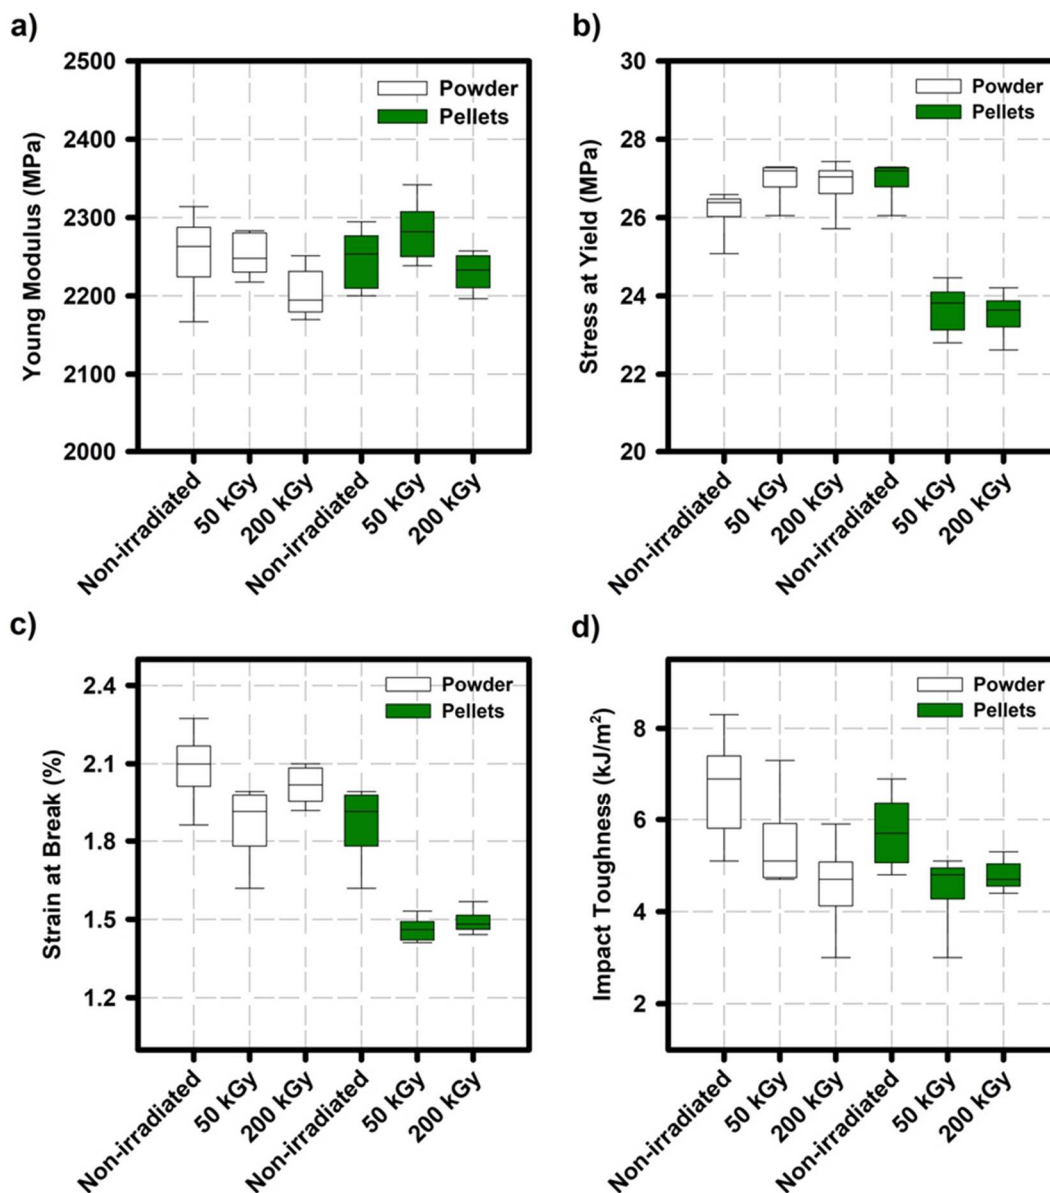 a)
2500
2400
2300
2200
2100
2000
Young Modulus (MPa)
Powder
Pellets
Non-irradiated
50 kGy
200 kGy
Non-irradiated
50 kGy
200 kGy
b)
30
28
26
24
22
20
Stress at Yield (MPa)
Powder
Pellets
Non-irradiated
50 kGy
200 kGy
Non-irradiated
50 kGy
200 kGy
c)
2.4
2.1
1.8
1.5
1.2
Strain at Break (%)
Powder
Pellets
Non-irradiated
50 kGy
200 kGy
Non-irradiated
50 kGy
200 kGy
d)
8
6
4
2
Impact Toughness (kJ/m²)
Powder
Pellets
Non-irradiated
50 kGy
200 kGy
Non-irradiated
50 kGy
200 kGy